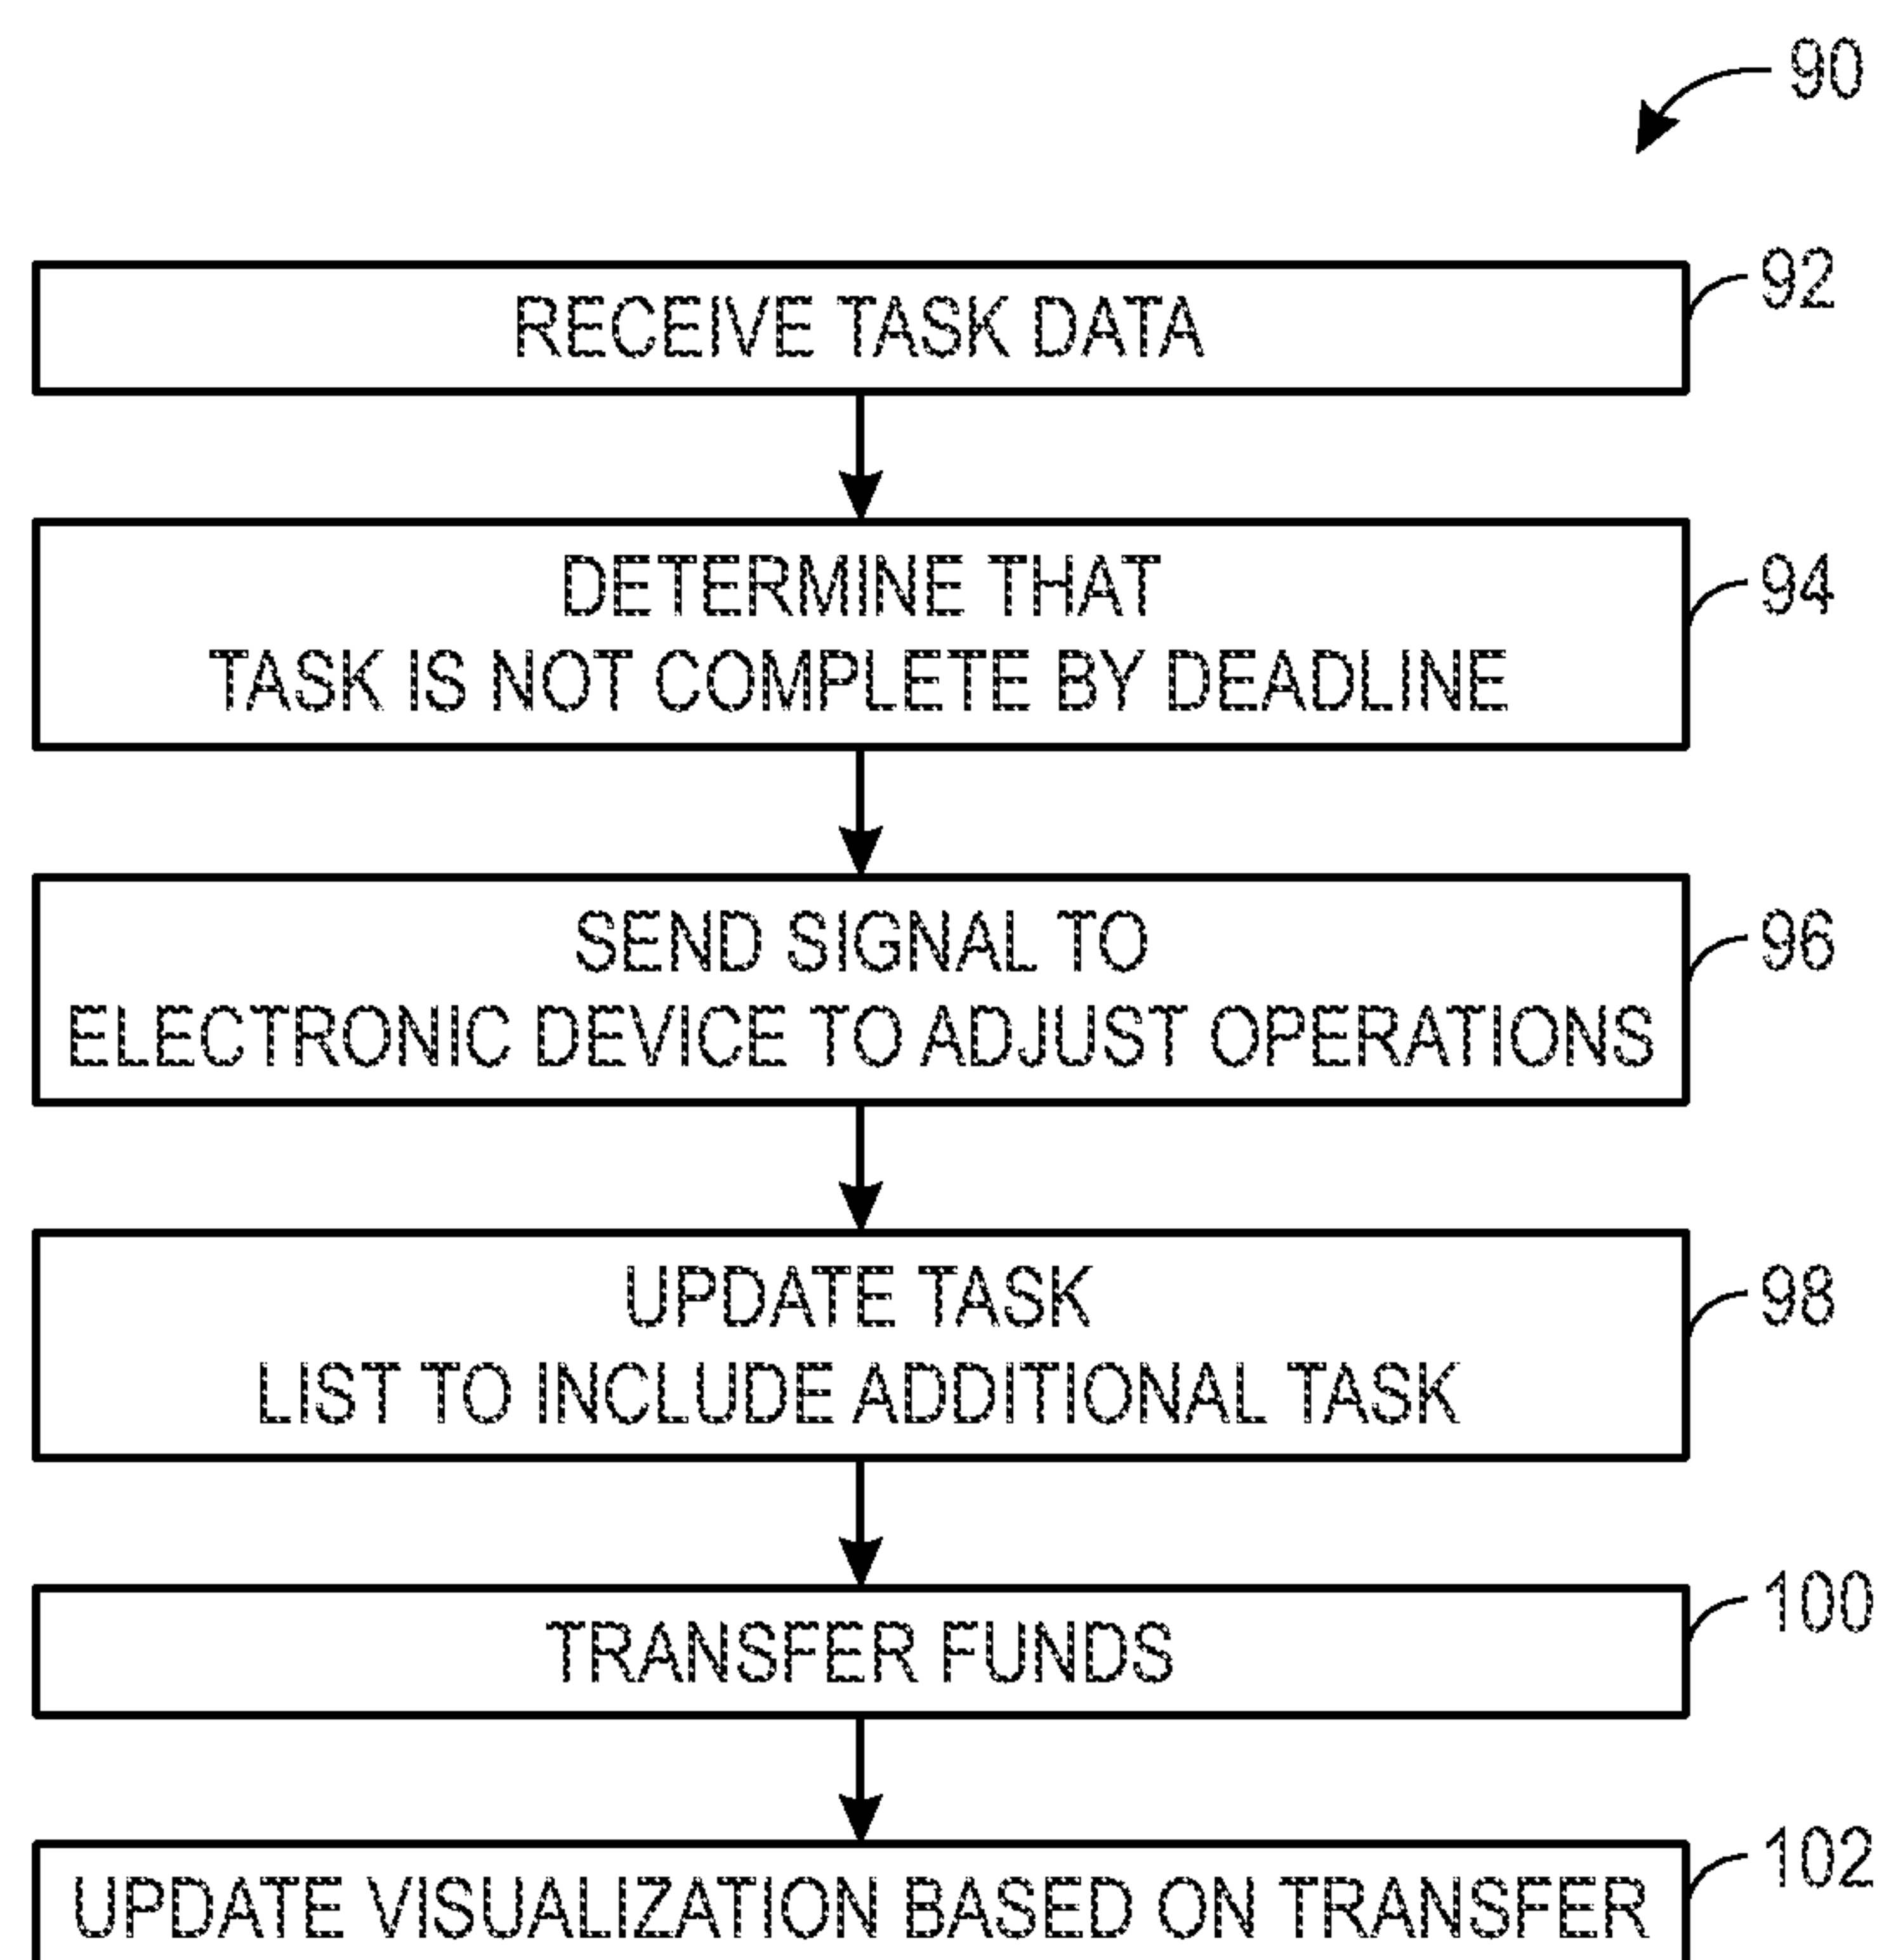 90
RECEIVE TASK DATA
92
DETERMINE THAT
TASK IS NOT COMPLETE BY DEADLINE
94
SEND SIGNAL TO
ELECTRONIC DEVICE TO ADJUST OPERATIONS
96
UPDATE TASK
LIST TO INCLUDE ADDITIONAL TASK
98
TRANSFER FUNDS
100
UPDATE VISUALIZATION BASED ON TRANSFER
102